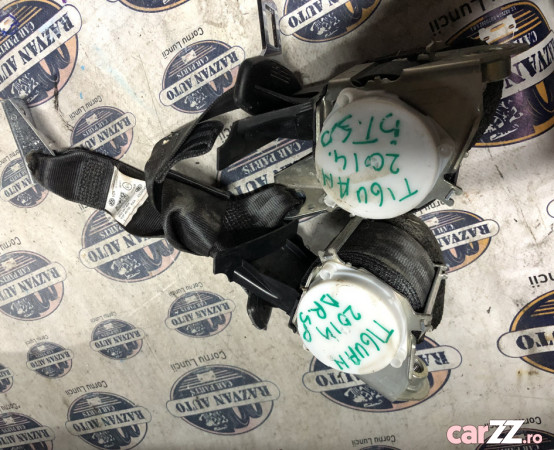 RAZVAN AUTO
CAR PARTS
Cornu Luncii
TIGUAN
2014
ST.SP
TIGUAN
2014
DR.SP
carZZ.ro